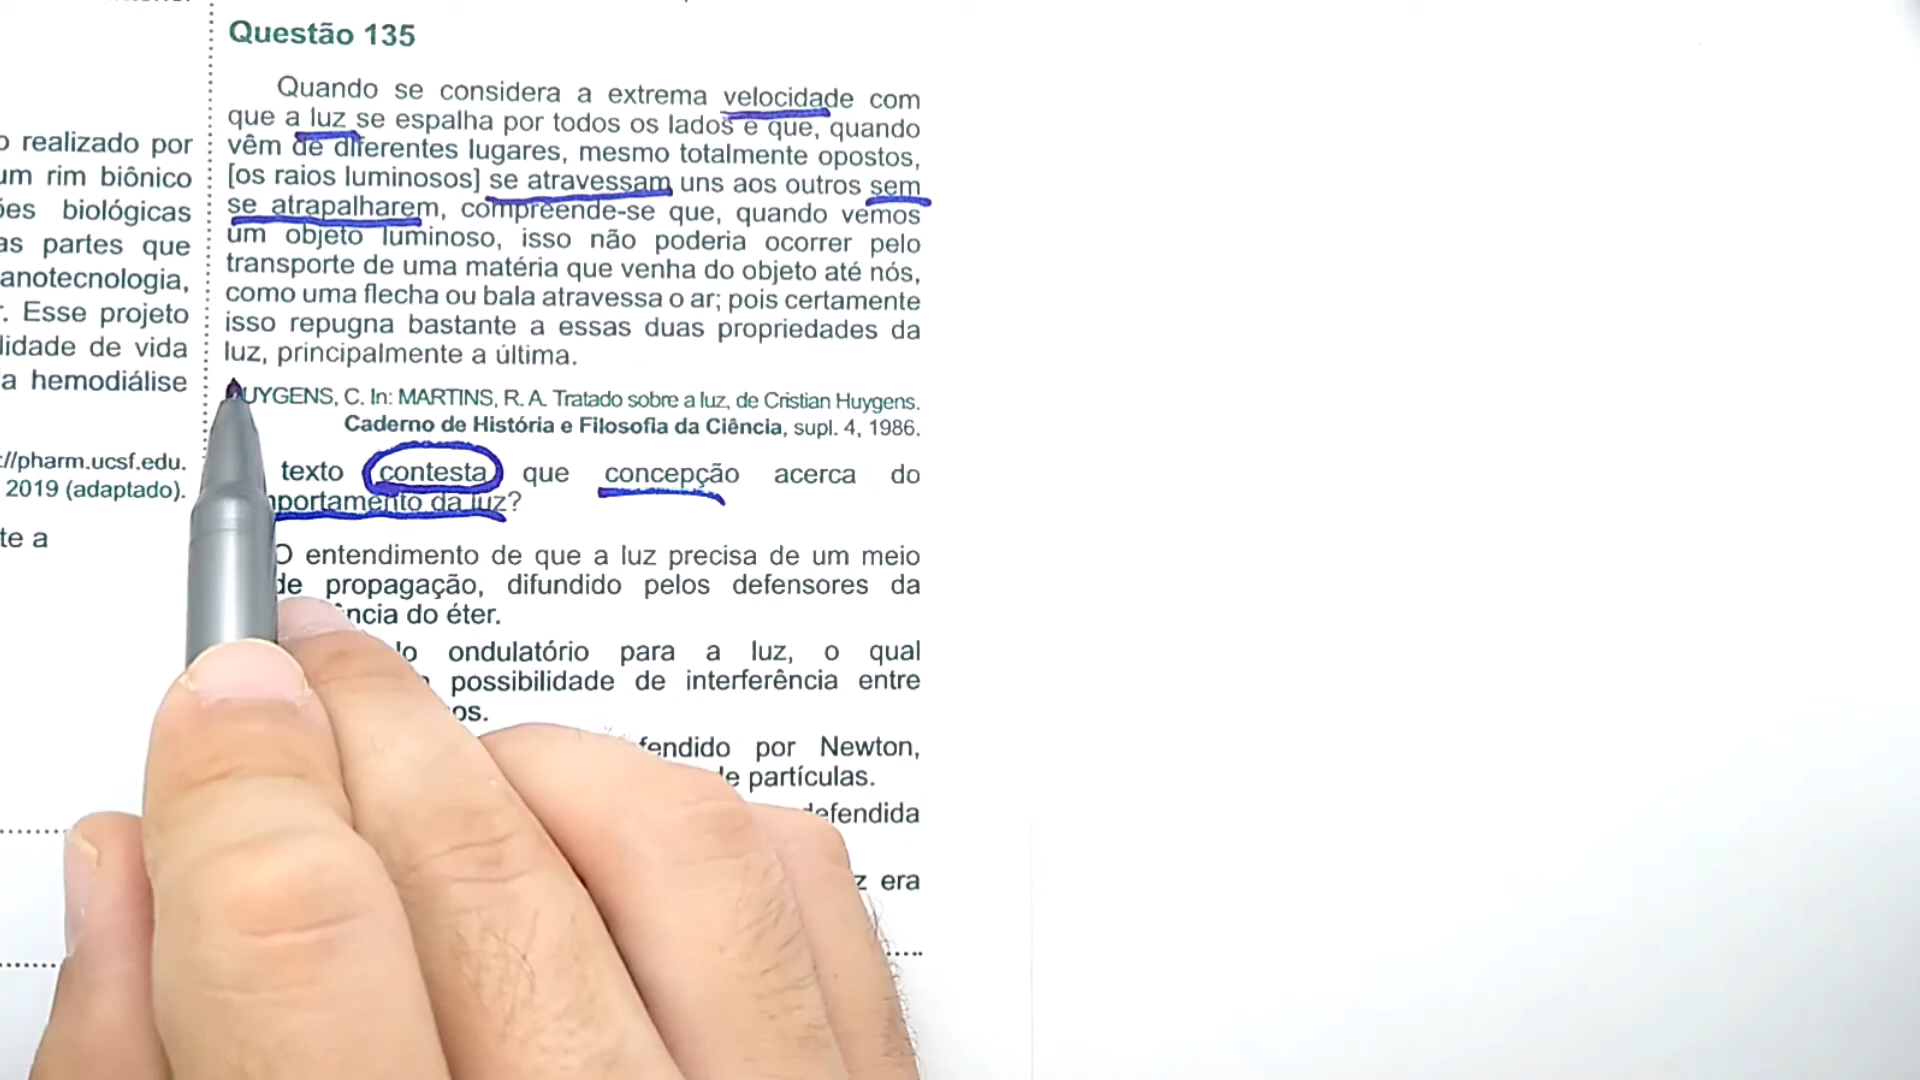 realizado por
um rim biônico
ões biológicas
as partes que
anotecnologia,
r. Esse projeto
lidade de vida
a hemodiálise
://pharm.ucsf.edu.
2019 (adaptado).
te a
Questão 135
Quando se considera a extrema velocidade com
que a luz se espalha por todos os lados e que, quando
vêm de diferentes lugares, mesmo totalmente opostos,
[os raios luminosos] se atravessam uns aos outros sem
se atrapalharem, compreende-se que, quando vemos
um objeto luminoso, isso não poderia ocorrer pelo
transporte de uma matéria que venha do objeto até nós,
como uma flecha ou bala atravessa o ar; pois certamente
isso repugna bastante a essas duas propriedades da
luz, principalmente a última.
UYGENS, C. In: MARTINS, R. A. Tratado sobre a luz, de Cristian Huygens.
Caderno de História e Filosofia da Ciência, supl. 4, 1986.
texto contesta que concepção acerca do
mportamento da luz?
O entendimento de que a luz precisa de um meio
de propagação, difundido pelos defensores da
ência do éter.
lo ondulatório para a luz, o qual
possibilidade de interferência entre
os.
fendido por Newton,
e partículas.
defendida
z era